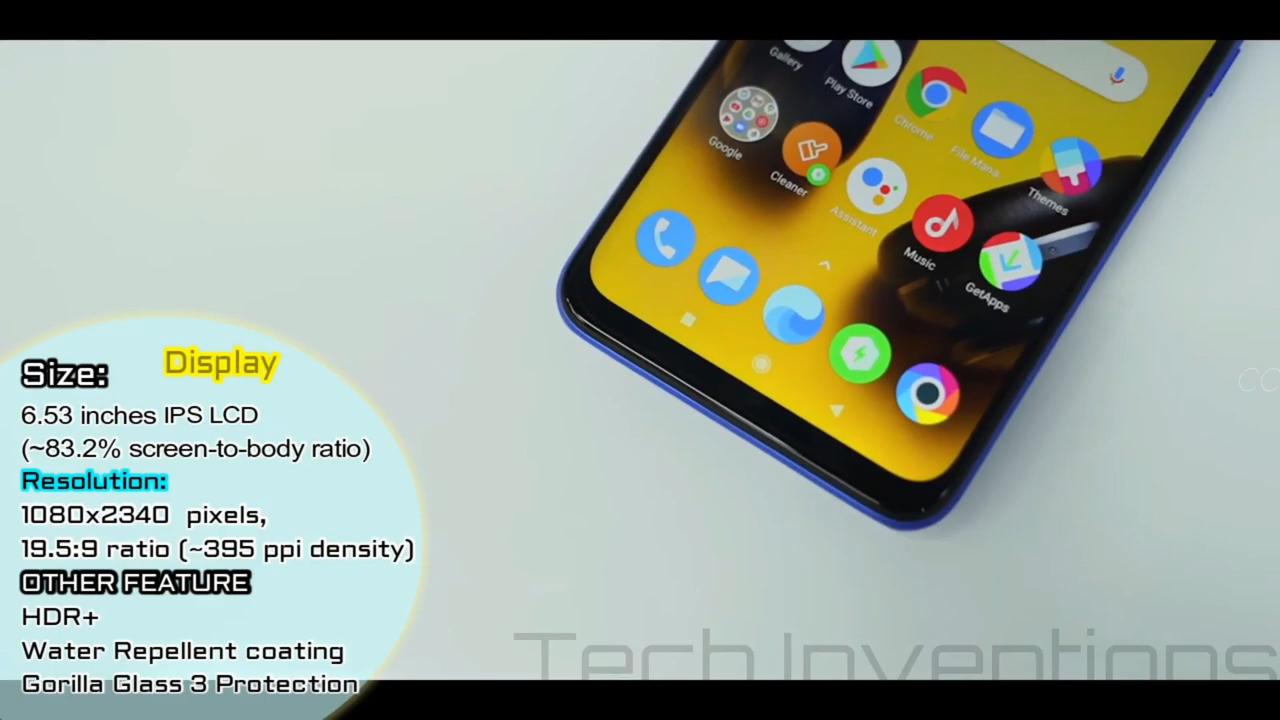 Gallery
Play Store
Chrome
File Mana..
Themes
Google
Cleaner
Assistant
Music
GetApps
Display
Size:
6.53 inches IPS LCD
(~83.2% screen-to-body ratio)
Resolution:
1080x2340 pixels,
19.5:9 ratio (~395 ppi density)
OTHER FEATURE
HDR+
Water Repellent coating
Gorilla Glass 3 Protection
Tech Inventions